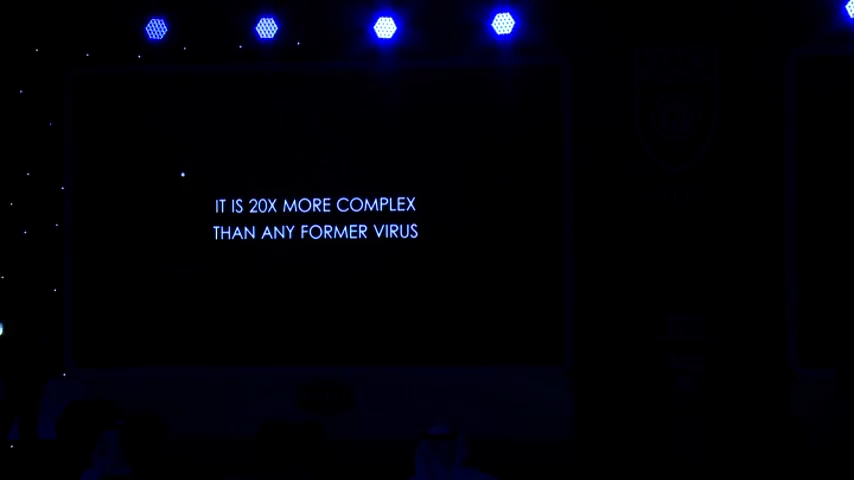 IT IS 20X MORE COMPLEX
THAN ANY FORMER VIRUS